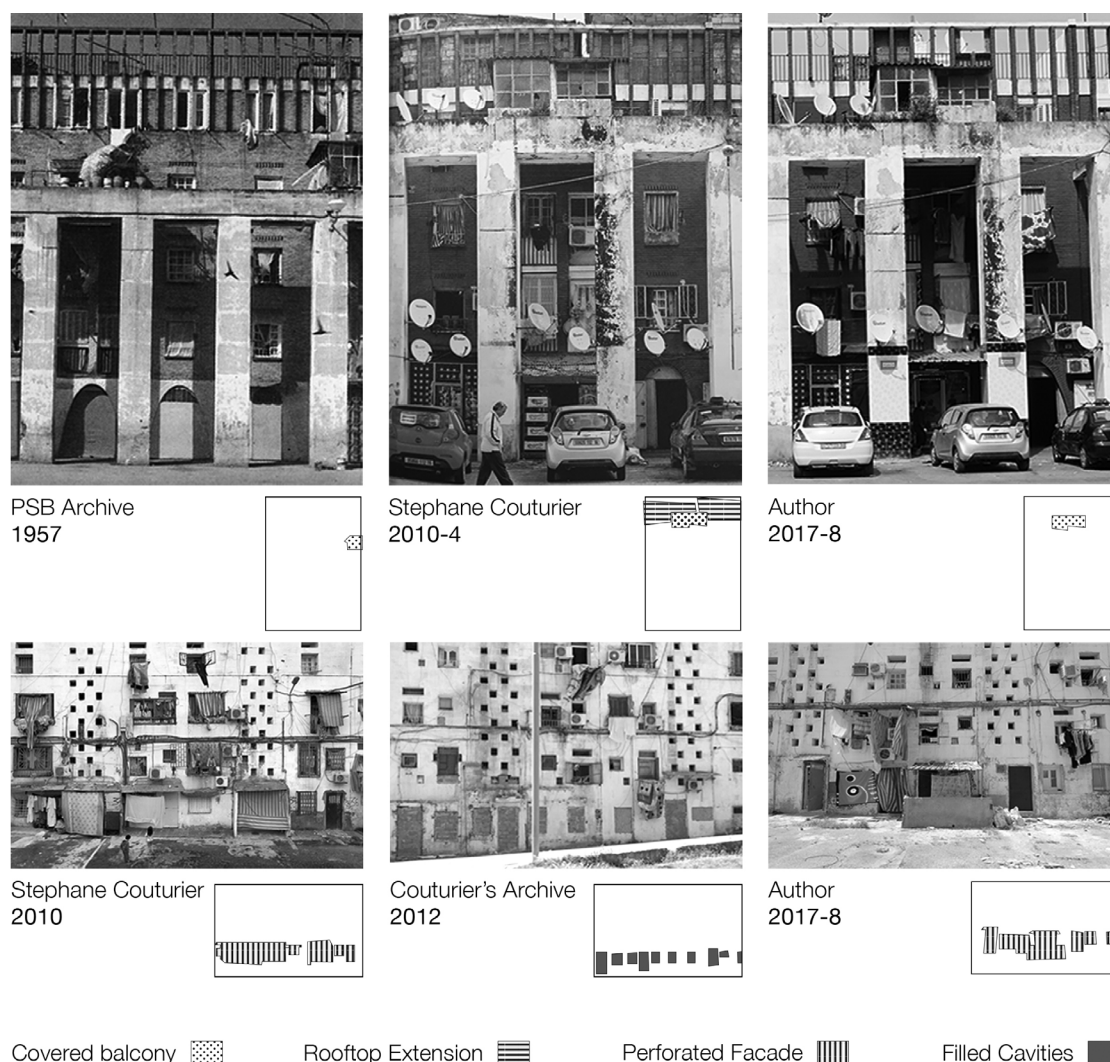 PSB Archive
1957
Stephane Couturier
2010-4
Author
2017-8
Stephane Couturier
2010
Couturier's Archive
2012
Author
2017-8
Covered balcony
Rooftop Extension
Perforated Facade
Filled Cavities